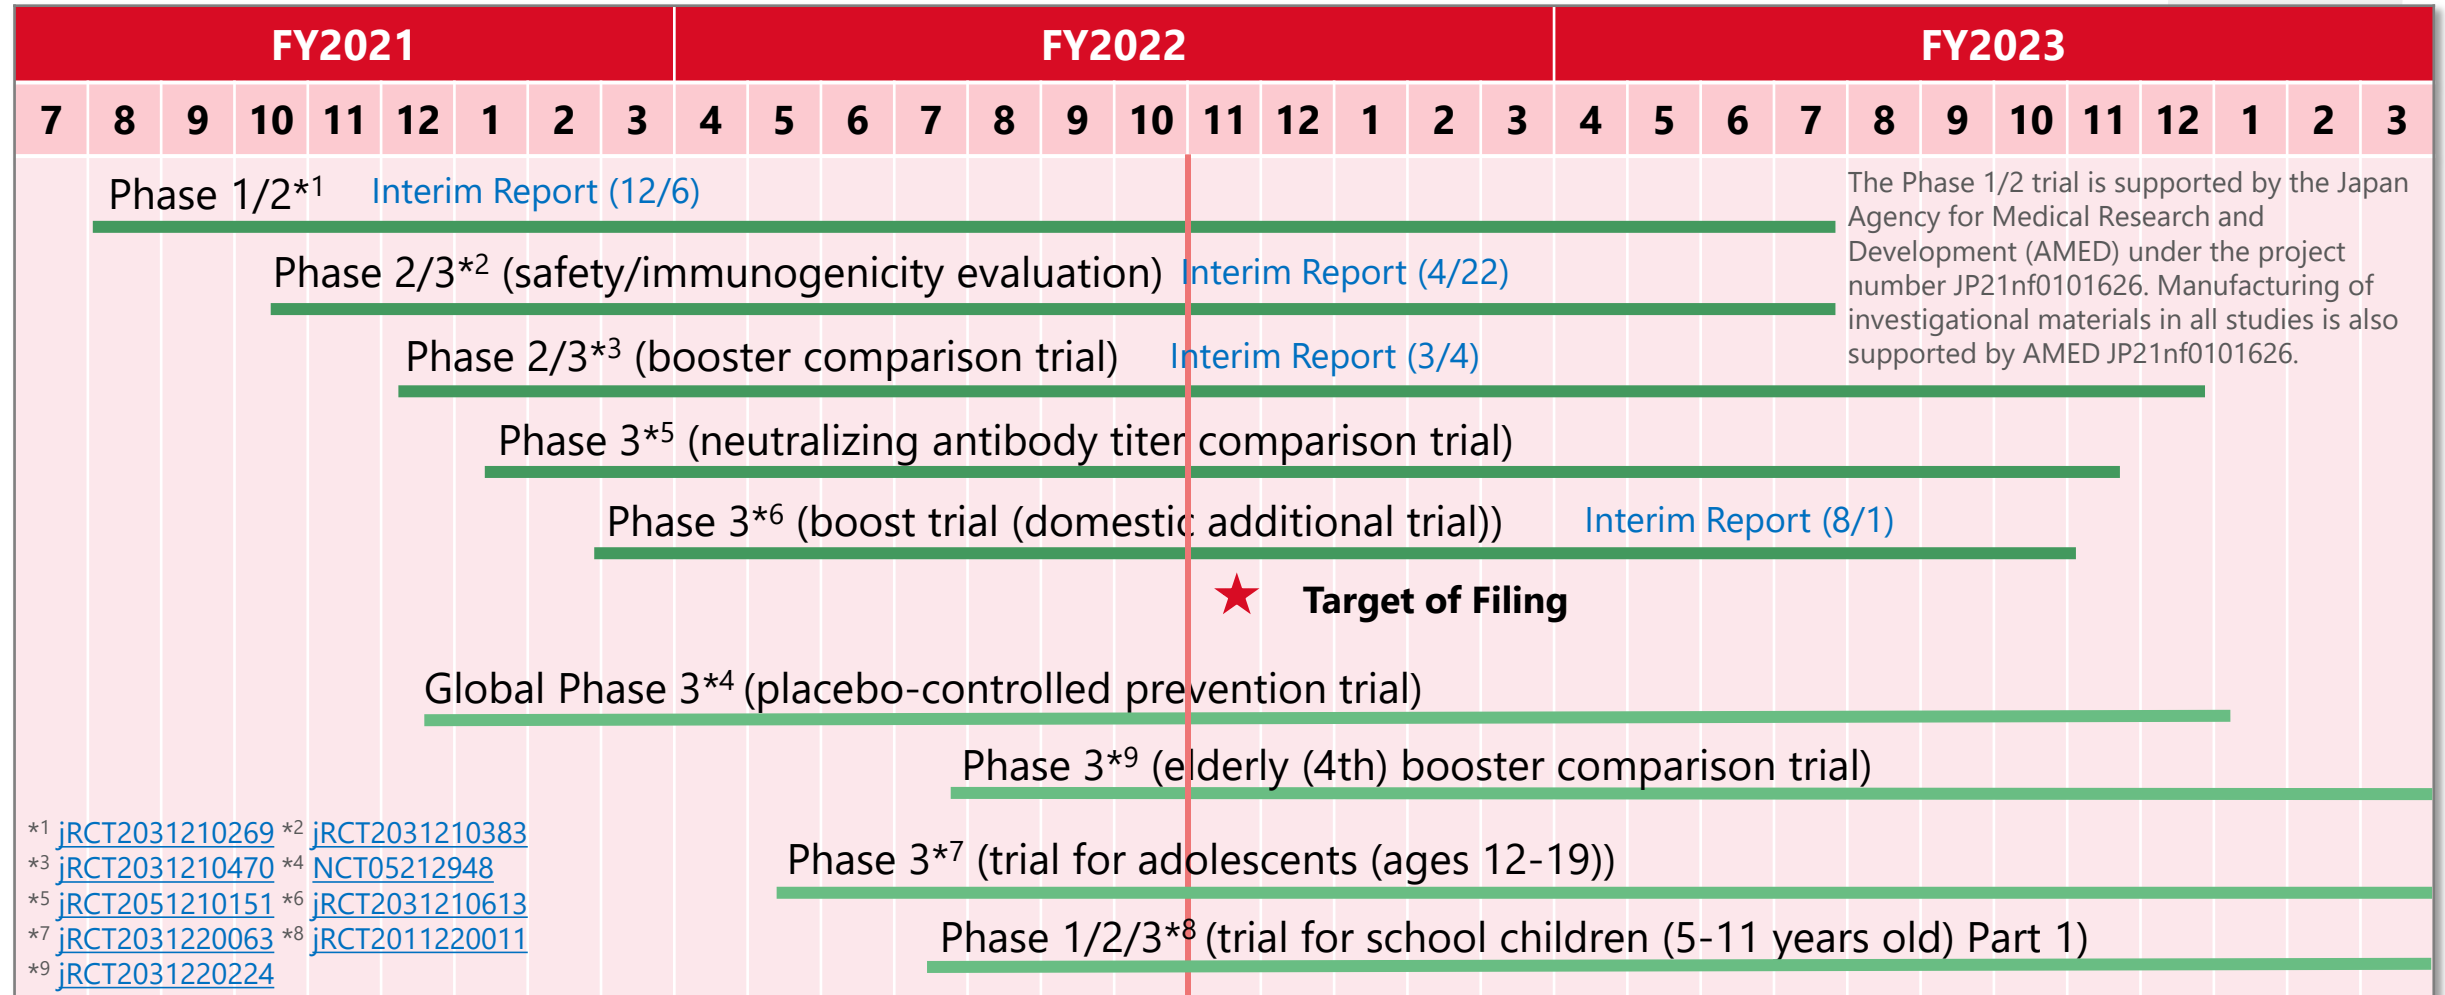 FY2021 FY2022 FY2023
7 8 9 10 11 12 1 2 3 4 5 6 7 8 9 10 11 12 1 2 3 4 5 6 7 8 9 10 11 12 1 2 3
Phase 1/2*1 Interim Report (12/6)
The Phase 1/2 trial is supported by the Japan
Agency for Medical Research and
Development (AMED) under the project
number JP21nf0101626. Manufacturing of
investigational materials in all studies is also
supported by AMED JP21nf0101626.
Phase 2/3*2 (safety/immunogenicity evaluation) Interim Report (4/22)
Phase 2/3*3 (booster comparison trial) Interim Report (3/4)
Phase 3*5 (neutralizing antibody titer comparison trial)
Phase 3*6 (boost trial (domestic additional trial)) Interim Report (8/1)
★ Target of Filing
Global Phase 3*4 (placebo-controlled prevention trial)
Phase 3*9 (elderly (4th) booster comparison trial)
Phase 3*7 (trial for adolescents (ages 12-19))
Phase 1/2/3*8 (trial for school children (5-11 years old) Part 1)
*1 jRCT2031210269 *2 jRCT2031210383
*3 jRCT2031210470 *4 NCT05212948
*5 jRCT2051210151 *6 jRCT2031210613
*7 jRCT2031220063 *8 jRCT2011220011
*9 jRCT2031220224